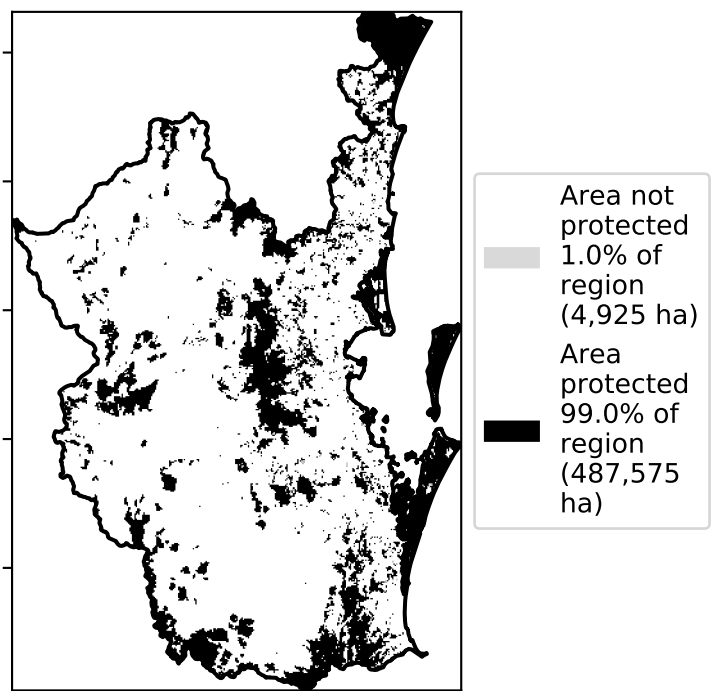 Area not
protected
1.0% of
region
(4,925 ha)
Area
protected
99.0% of
region
(487,575
ha)